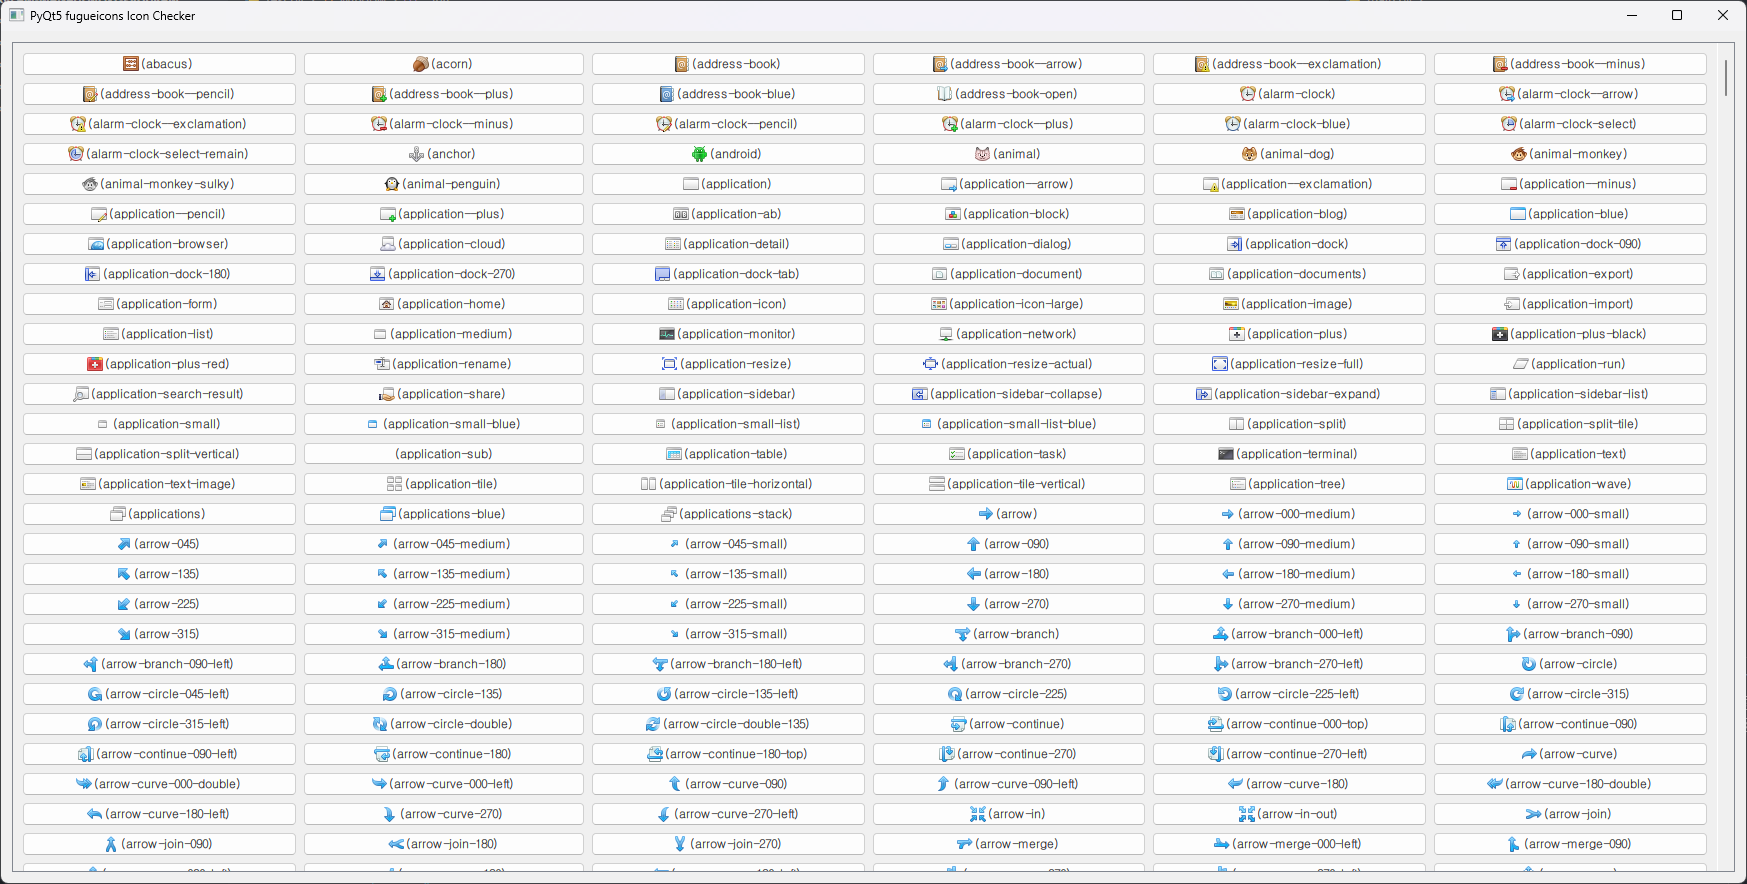 PyQt5 fugueicons Icon Checker
(abacus) (acorn) (address-book) (address-book--arrow) (address-book--exclamation) (address-book--minus)
(address-book--pencil) (address-book--plus) (address-book-blue) (address-book-open) (alarm-clock) (alarm-clock--arrow)
(alarm-clock--exclamation) (alarm-clock--minus) (alarm-clock--pencil) (alarm-clock--plus) (alarm-clock-blue) (alarm-clock-select)
(alarm-clock-select-remain) (anchor) (android) (animal) (animal-dog) (animal-monkey)
(animal-monkey-sulky) (animal-penguin) (application) (application--arrow) (application--exclamation) (application--minus)
(application--pencil) (application--plus) (application-ab) (application-block) (application-blog) (application-blue)
(application-browser) (application-cloud) (application-detail) (application-dialog) (application-dock) (application-dock-090)
(application-dock-180) (application-dock-270) (application-dock-tab) (application-document) (application-documents) (application-export)
(application-form) (application-home) (application-icon) (application-icon-large) (application-image) (application-import)
(application-list) (application-medium) (application-monitor) (application-network) (application-plus) (application-plus-black)
(application-plus-red) (application-rename) (application-resize) (application-resize-actual) (application-resize-full) (application-run)
(application-search-result) (application-share) (application-sidebar) (application-sidebar-collapse) (application-sidebar-expand) (application-sidebar-list)
(application-small) (application-small-blue) (application-small-list) (application-small-list-blue) (application-split) (application-split-tile)
(application-split-vertical) (application-sub) (application-table) (application-task) (application-terminal) (application-text)
(application-text-image) (application-tile) (application-tile-horizontal) (application-tile-vertical) (application-tree) (application-wave)
(applications) (applications-blue) (applications-stack) (arrow) (arrow-000-medium) (arrow-000-small)
(arrow-045) (arrow-045-medium) (arrow-045-small) (arrow-090) (arrow-090-medium) (arrow-090-small)
(arrow-135) (arrow-135-medium) (arrow-135-small) (arrow-180) (arrow-180-medium) (arrow-180-small)
(arrow-225) (arrow-225-medium) (arrow-225-small) (arrow-270) (arrow-270-medium) (arrow-270-small)
(arrow-315) (arrow-315-medium) (arrow-315-small) (arrow-branch) (arrow-branch-000-left) (arrow-branch-090)
(arrow-branch-090-left) (arrow-branch-180) (arrow-branch-180-left) (arrow-branch-270) (arrow-branch-270-left) (arrow-circle)
(arrow-circle-045-left) (arrow-circle-135) (arrow-circle-135-left) (arrow-circle-225) (arrow-circle-225-left) (arrow-circle-315)
(arrow-circle-315-left) (arrow-circle-double) (arrow-circle-double-135) (arrow-continue) (arrow-continue-000-top) (arrow-continue-090)
(arrow-continue-090-left) (arrow-continue-180) (arrow-continue-180-top) (arrow-continue-270) (arrow-continue-270-left) (arrow-curve)
(arrow-curve-000-double) (arrow-curve-000-left) (arrow-curve-090) (arrow-curve-090-left) (arrow-curve-180) (arrow-curve-180-double)
(arrow-curve-180-left) (arrow-curve-270) (arrow-curve-270-left) (arrow-in) (arrow-in-out) (arrow-join)
(arrow-join-090) (arrow-join-180) (arrow-join-270) (arrow-merge) (arrow-merge-000-left) (arrow-merge-090)